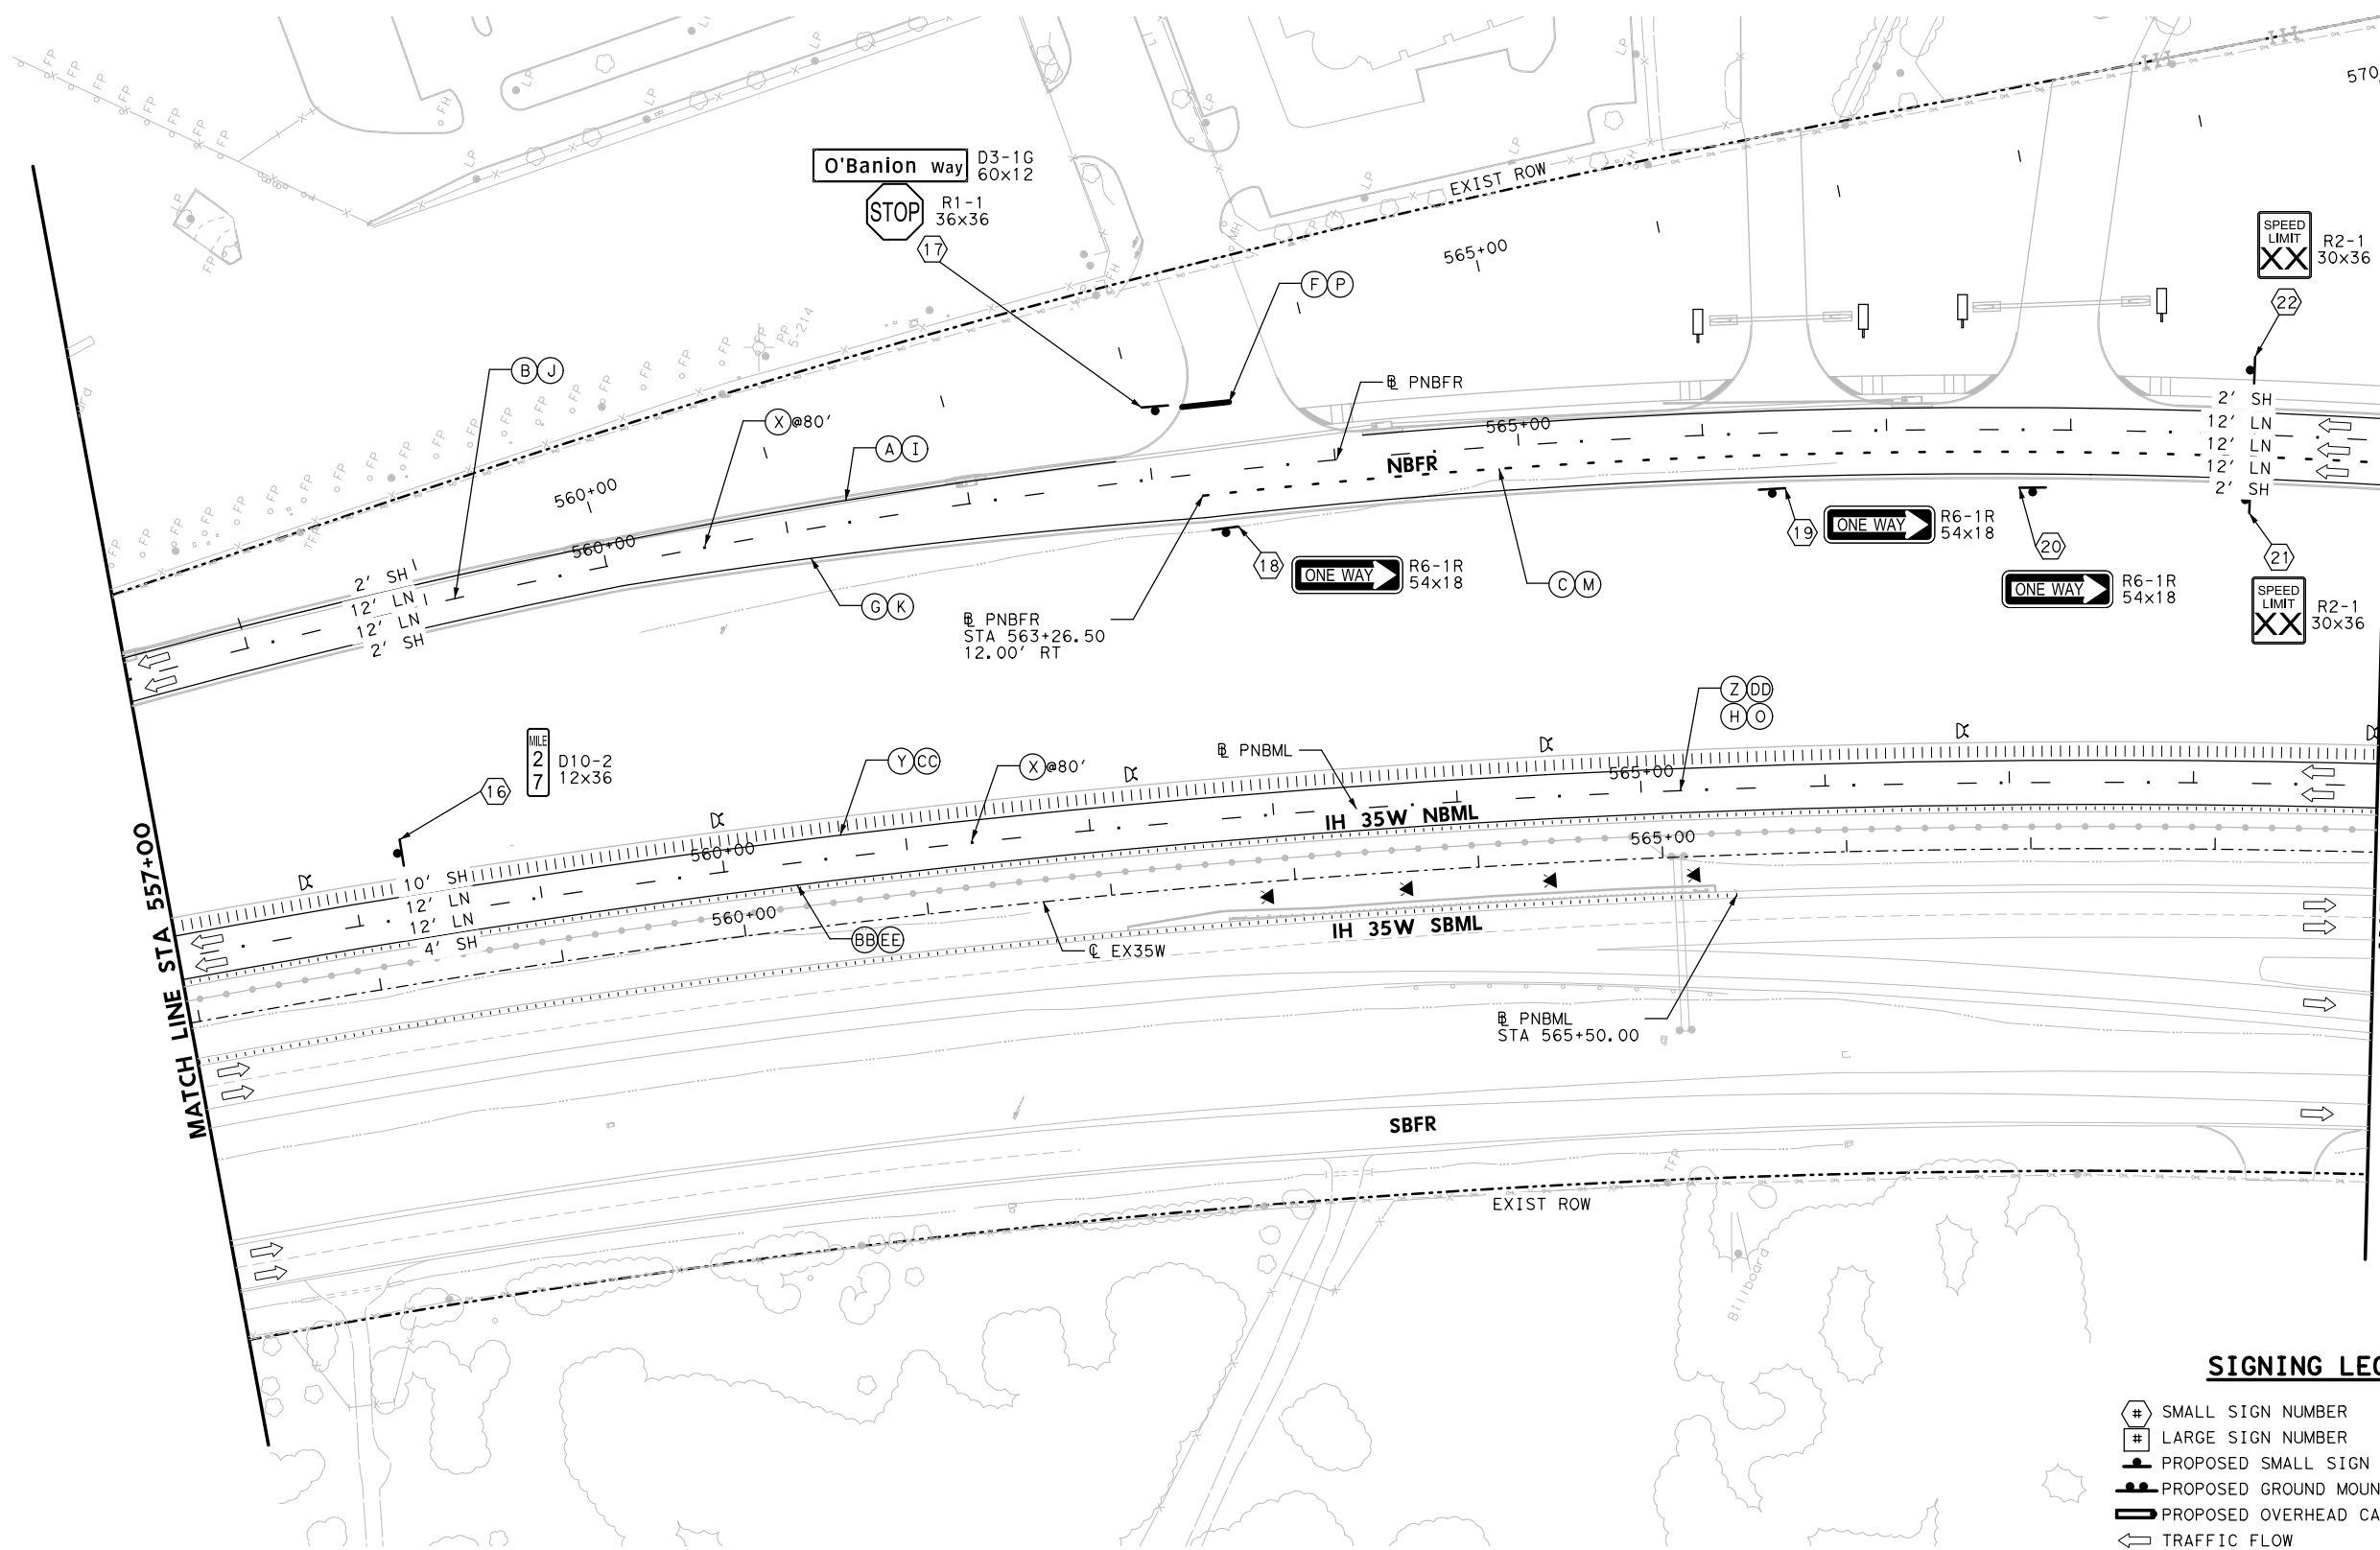 570
O'Banion Way
D3-1G
60x12
STOP
R1-1
36x36
17
EXIST ROW
565+00
F P
SPEED
LIMIT
XX
R2-1
30x36
22
5-214
B J
X @80'
A I
℄ PNBFR
565+00
NBFR
2' SH
12' LN
12' LN
12' LN
2' SH
560+00
560+00
2' SH
12' LN
12' LN
2' SH
G K
18
ONE WAY
R6-1R
54x18
19
ONE WAY
R6-1R
54x18
20
ONE WAY
R6-1R
54x18
21
SPEED
LIMIT
XX
R2-1
30x36
C M
PNBFR
STA 563+26.50
12.00' RT
Z DD
H O
MILE
2
7
D10-2
12x36
16
Y CC
X @80'
PNBML
565+00
IH 35W NBML
565+00
560+00
10' SH
12' LN
12' LN
4' SH
560+00
BB EE
℄ EX35W
IH 35W SBML
PNBML
STA 565+50.00
MATCH LINE STA 557+00
SBFR
EXIST ROW
TFP
Billboard
SIGNING LEG
# SMALL SIGN NUMBER
# LARGE SIGN NUMBER
PROPOSED SMALL SIGN
PROPOSED GROUND MOUN
PROPOSED OVERHEAD CA
TRAFFIC FLOW